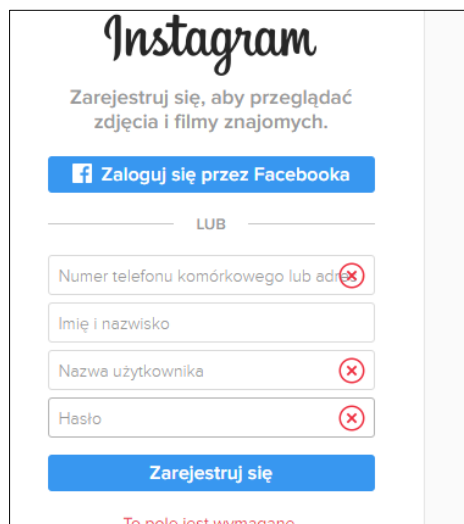 Instagram
Zarejestruj się, aby przeglądać
zdjęcia i filmy znajomych.
Zaloguj się przez Facebooka
LUB
Numer telefonu komórkowego lub adres
Imię i nazwisko
Nazwa użytkownika
Hasło
Zarejestruj się
To pole jest wymagane.